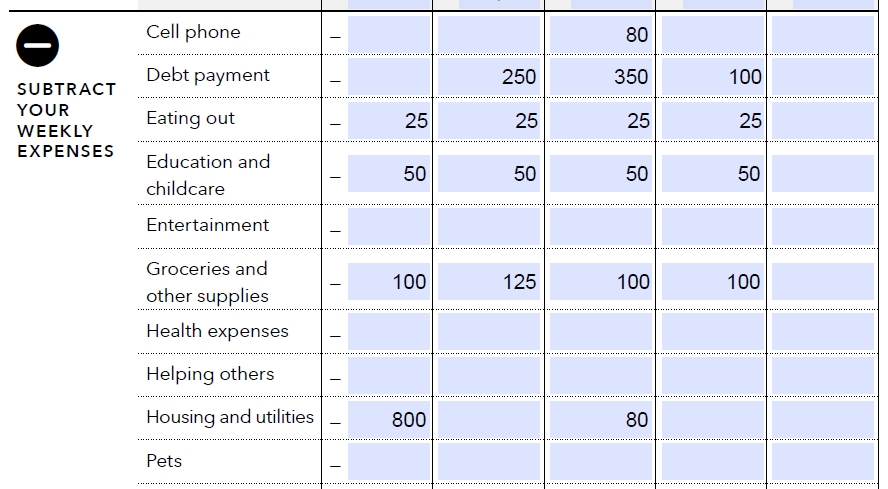 Cell phone – 80
SUBTRACT
YOUR
WEEKLY
EXPENSES
Debt payment – 250 350 100
Eating out – 25 25 25 25
Education and
childcare – 50 50 50 50
Entertainment –
Groceries and
other supplies – 100 125 100 100
Health expenses –
Helping others –
Housing and utilities – 800 80
Pets –